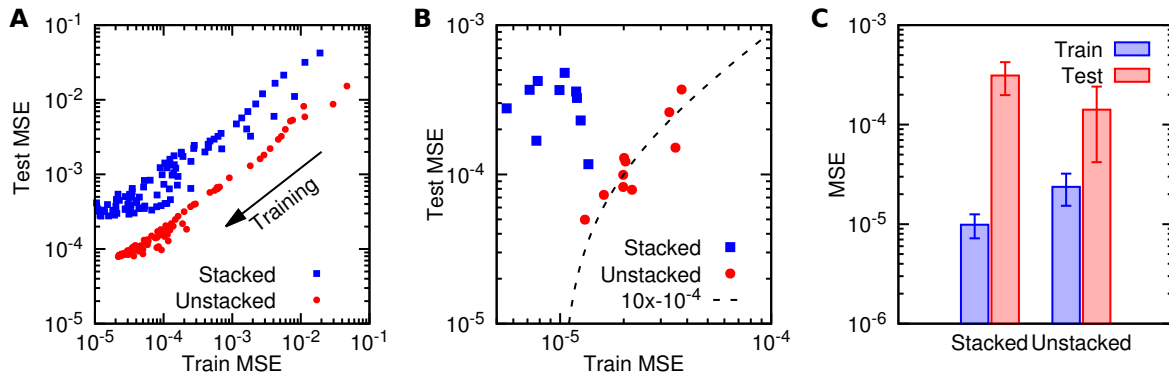 A
Test MSE
10⁻¹
10⁻²
10⁻³
10⁻⁴
10⁻⁵
10⁻⁵ 10⁻⁴ 10⁻³ 10⁻² 10⁻¹
Train MSE
Training
Stacked
Unstacked
B
Test MSE
10⁻³
10⁻⁴
10⁻⁵
10⁻⁵ 10⁻⁴
Train MSE
Stacked
Unstacked
10x-10⁻⁴
C
MSE
10⁻³
10⁻⁴
10⁻⁵
10⁻⁶
Train
Test
Stacked Unstacked